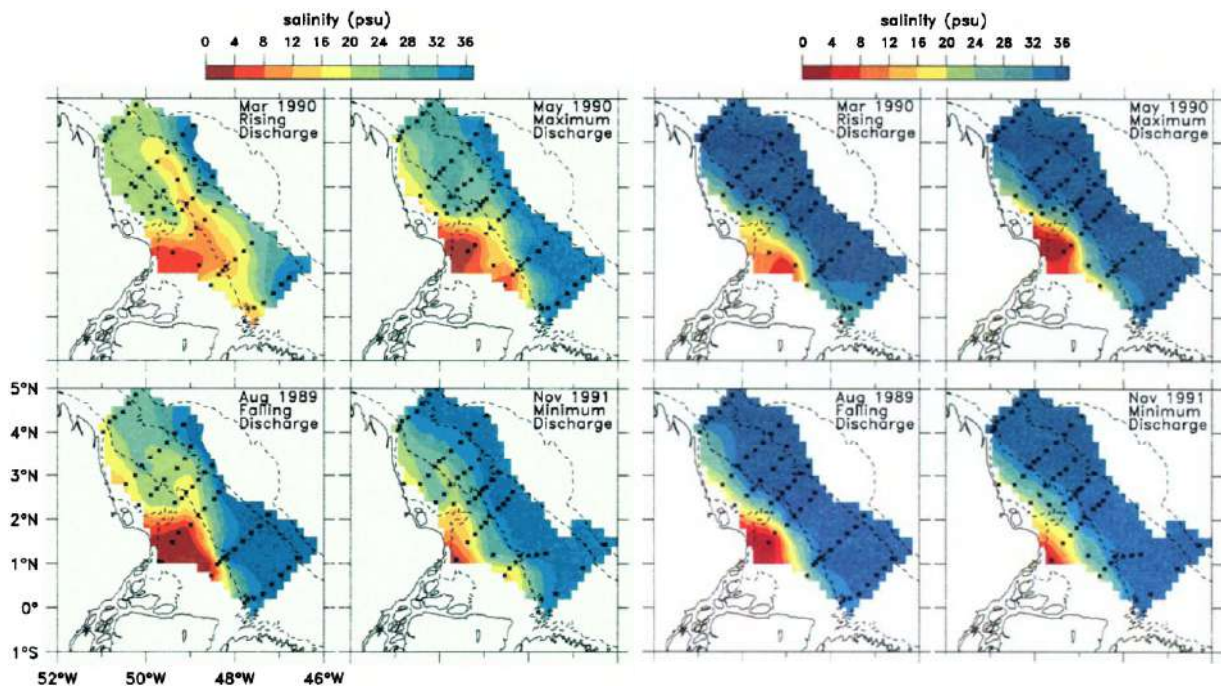 salinity (psu)
0 4 8 12 16 20 24 28 32 36
salinity (psu)
0 4 8 12 16 20 24 28 32 36
Mar 1990
Rising
Discharge
May 1990
Maximum
Discharge
Mar 1990
Rising
Discharge
May 1990
Maximum
Discharge
5°N
4°N
3°N
2°N
1°N
0°
1°S
Aug 1989
Falling
Discharge
Nov 1991
Minimum
Discharge
Aug 1989
Falling
Discharge
Nov 1991
Minimum
Discharge
52°W 50°W 48°W 46°W